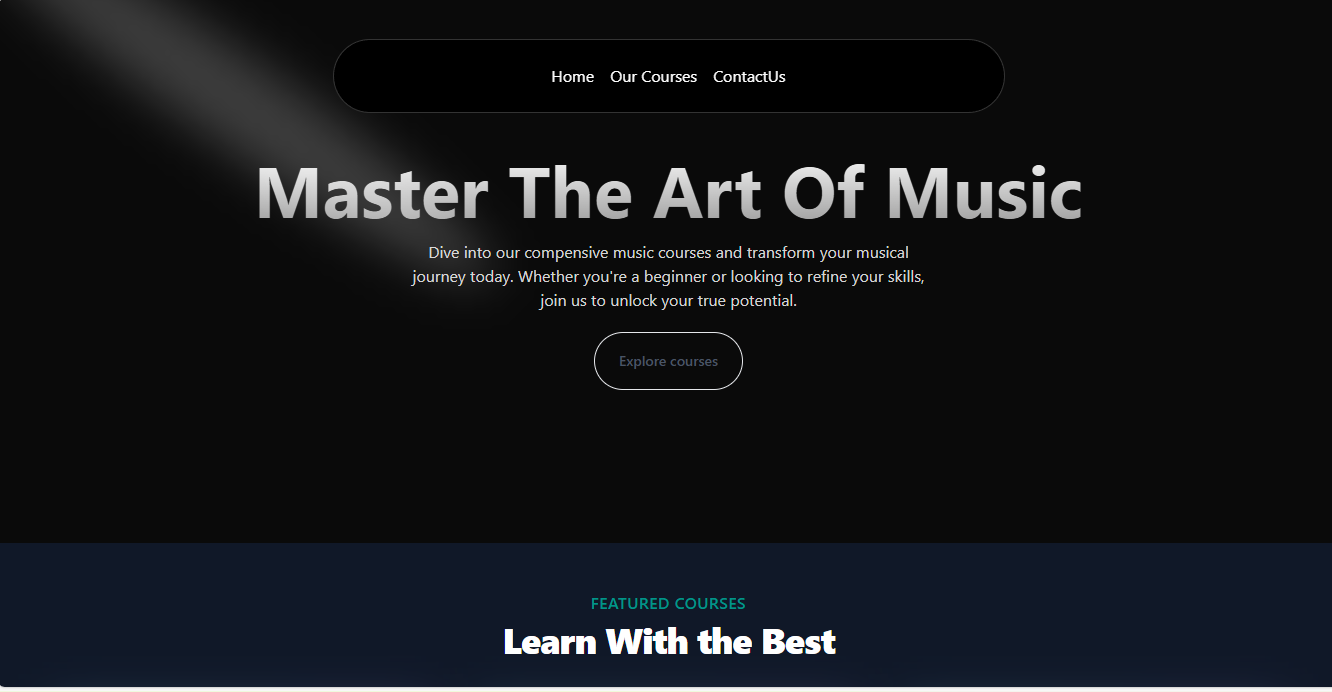 Home Our Courses ContactUs
Master The Art Of Music
Dive into our compensive music courses and transform your musical
journey today. Whether you're a beginner or looking to refine your skills,
join us to unlock your true potential.
Explore courses
FEATURED COURSES
Learn With the Best